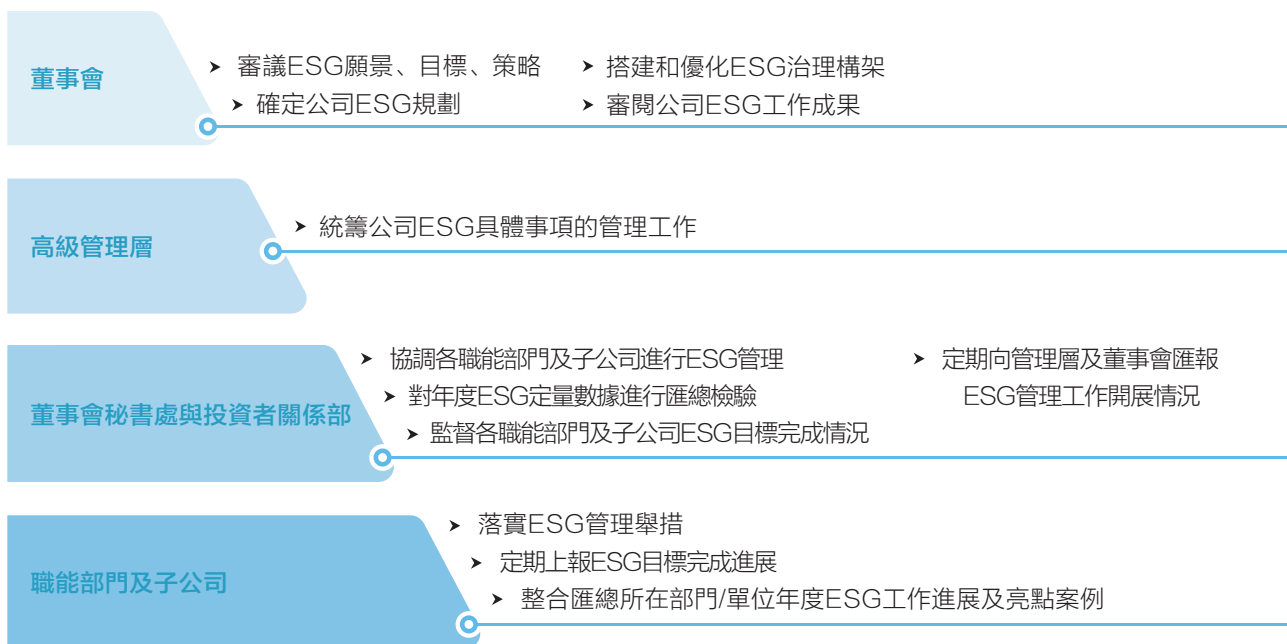 董事會
審議ESG願景、目標、策略
搭建和優化ESG治理構架
確定公司ESG規劃
審閱公司ESG工作成果
高級管理層
統籌公司ESG具體事項的管理工作
董事會秘書處與投資者關係部
協調各職能部門及子公司進行ESG管理
對年度ESG定量數據進行匯總檢驗
監督各職能部門及子公司ESG目標完成情況
定期向管理層及董事會匯報
ESG管理工作開展情況
職能部門及子公司
落實ESG管理舉措
定期上報ESG目標完成進展
整合匯總所在部門/單位年度ESG工作進展及亮點案例